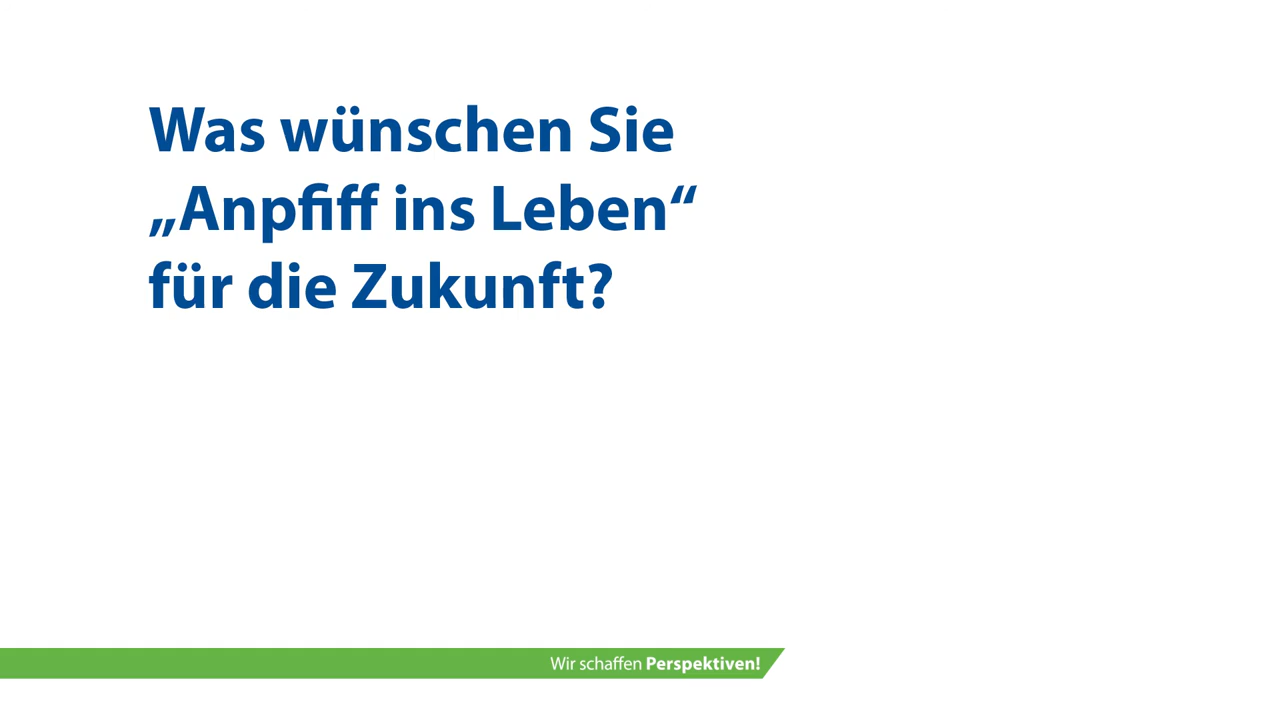 Was wünschen Sie
„Anpfiff ins Leben“
für die Zukunft?
Wir schaffen Perspektiven!